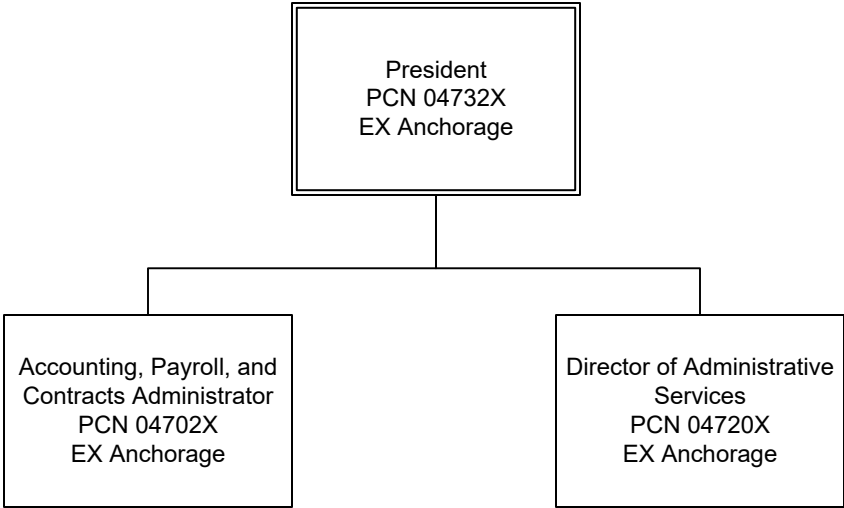 President
PCN 04732X
EX Anchorage
Accounting, Payroll, and
Contracts Administrator
PCN 04702X
EX Anchorage
Director of Administrative
Services
PCN 04720X
EX Anchorage